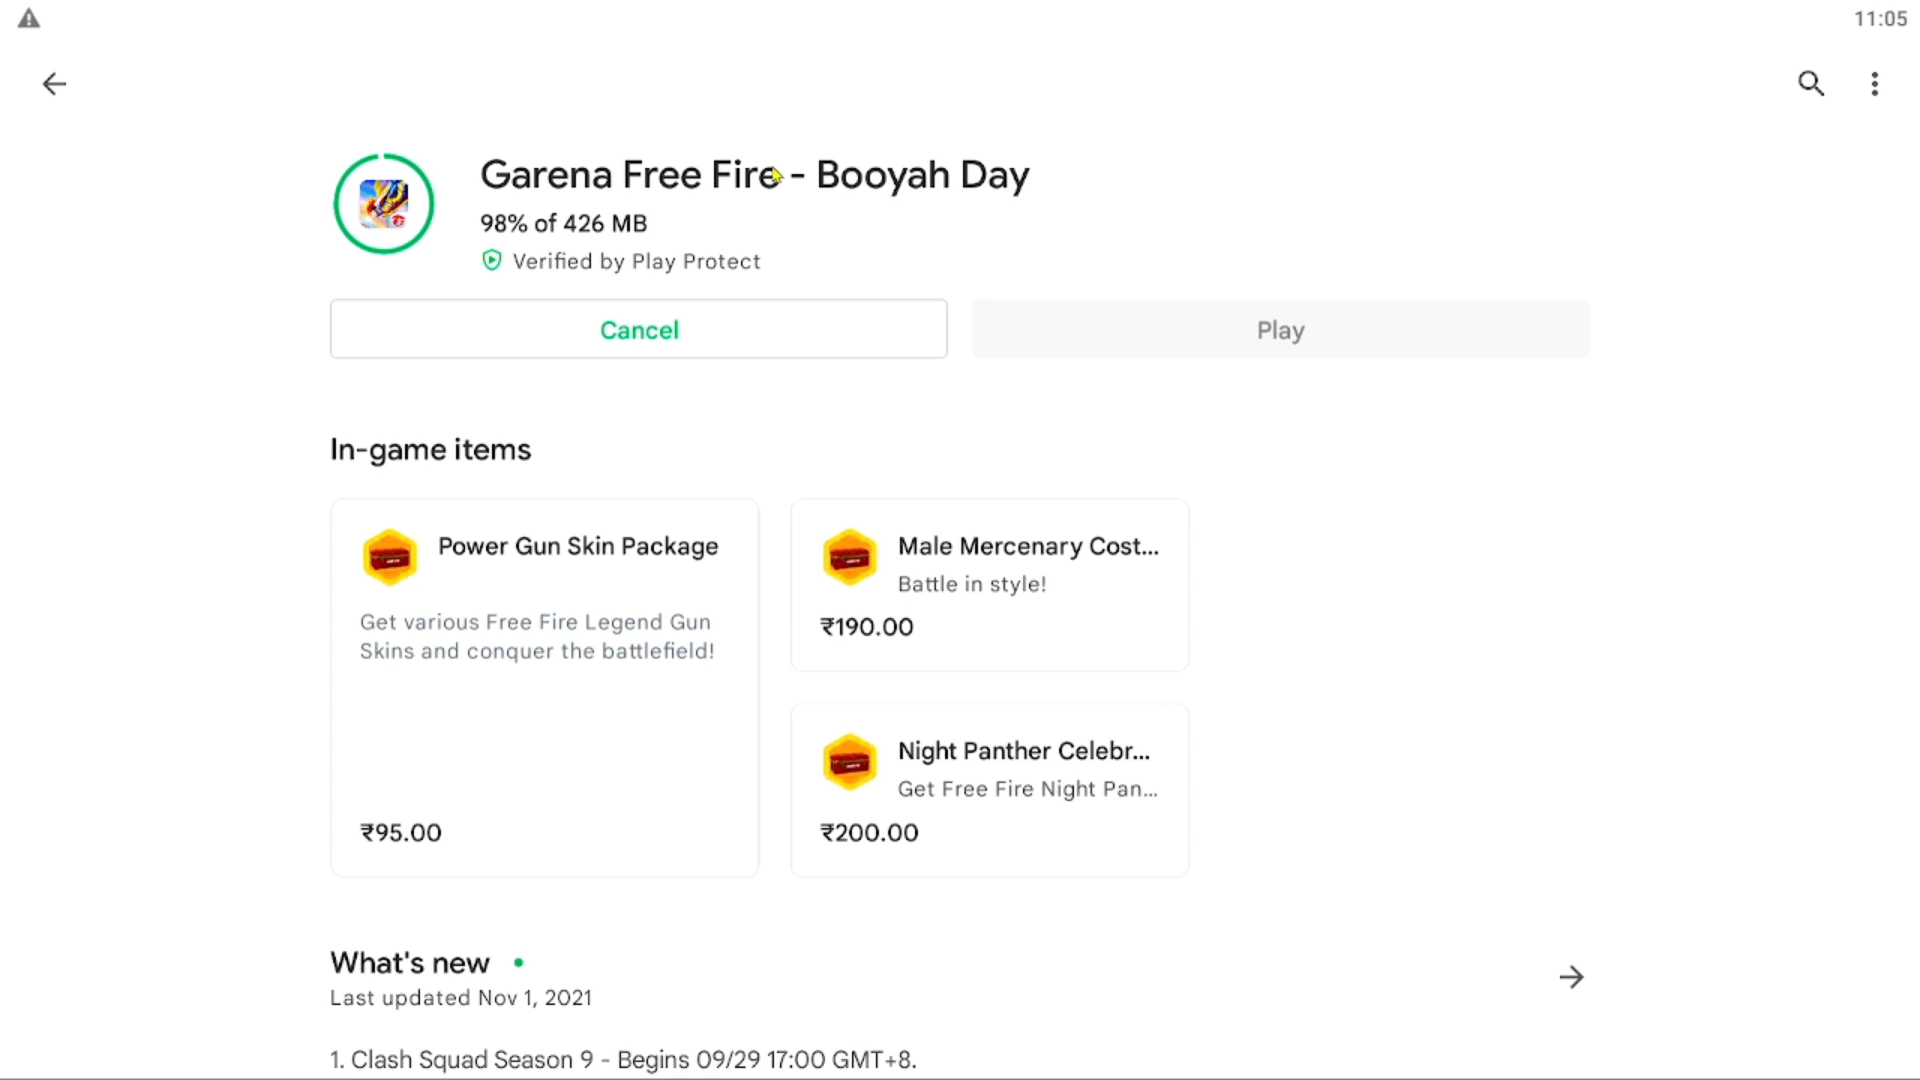 11:05
Garena Free Fire - Booyah Day
98% of 426 MB
Verified by Play Protect
Cancel
Play
In-game items
Power Gun Skin Package
Get various Free Fire Legend Gun
Skins and conquer the battlefield!
₹95.00
Male Mercenary Cost...
Battle in style!
₹190.00
Night Panther Celebr...
Get Free Fire Night Pan...
₹200.00
What's new
Last updated Nov 1, 2021
1. Clash Squad Season 9 - Begins 09/29 17:00 GMT+8.